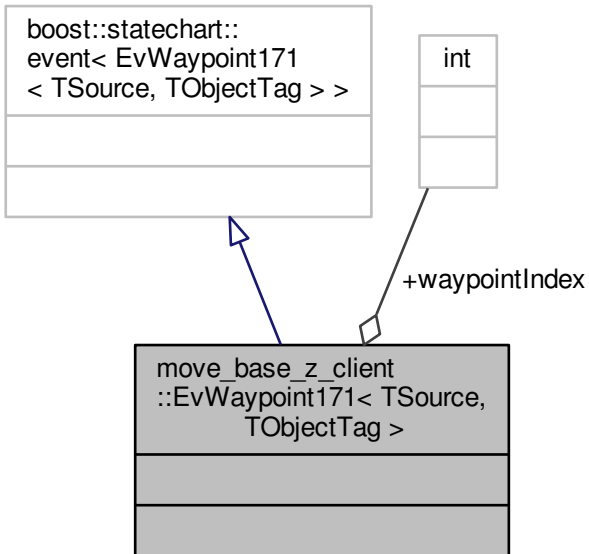 boost::statechart::
event< EvWaypoint171
< TSource, TObjectTag > >
int
+waypointIndex
move_base_z_client
::EvWaypoint171< TSource,
TObjectTag >